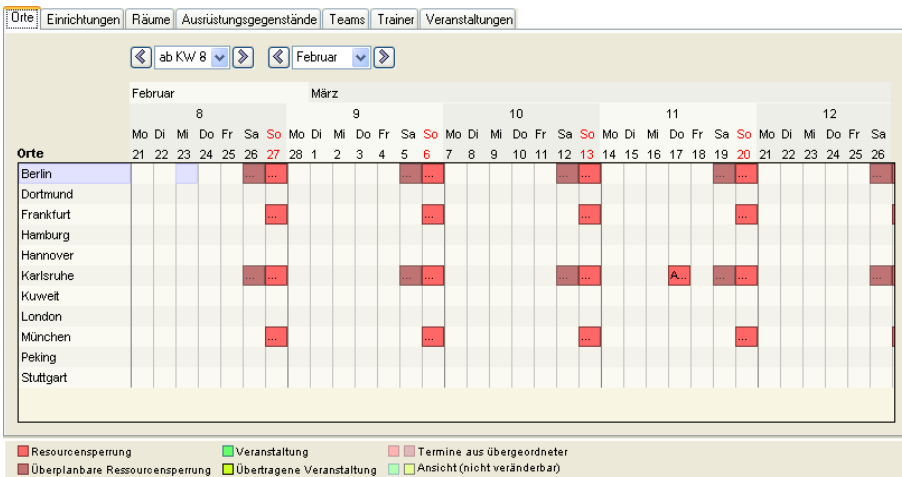 Orte Einrichtungen Räume Ausrüstungsgegenstände Teams Trainer Veranstaltungen
ab KW 8 Februar
Februar März
8 9 10 11 12
Mo Di Mi Do Fr Sa So Mo Di Mi Do Fr Sa So Mo Di Mi Do Fr Sa So Mo Di Mi Do Fr Sa So Mo Di Mi Do Fr Sa
Orte 21 22 23 24 25 26 27 28 1 2 3 4 5 6 7 8 9 10 11 12 13 14 15 16 17 18 19 20 21 22 23 24 25 26
Berlin ... ... ... ... ... ... ... ... ...
Dortmund
Frankfurt ... ... ... ...
Hamburg
Hannover
Karlsruhe ... ... ... ... ... ... A... ... ... ...
Kuweit
London
München ... ... ... ...
Peking
Stuttgart
Resourcensperrung Veranstaltung Termine aus übergeordneter
Überplanbare Ressourcensperrung Übertragene Veranstaltung Ansicht (nicht veränderbar)